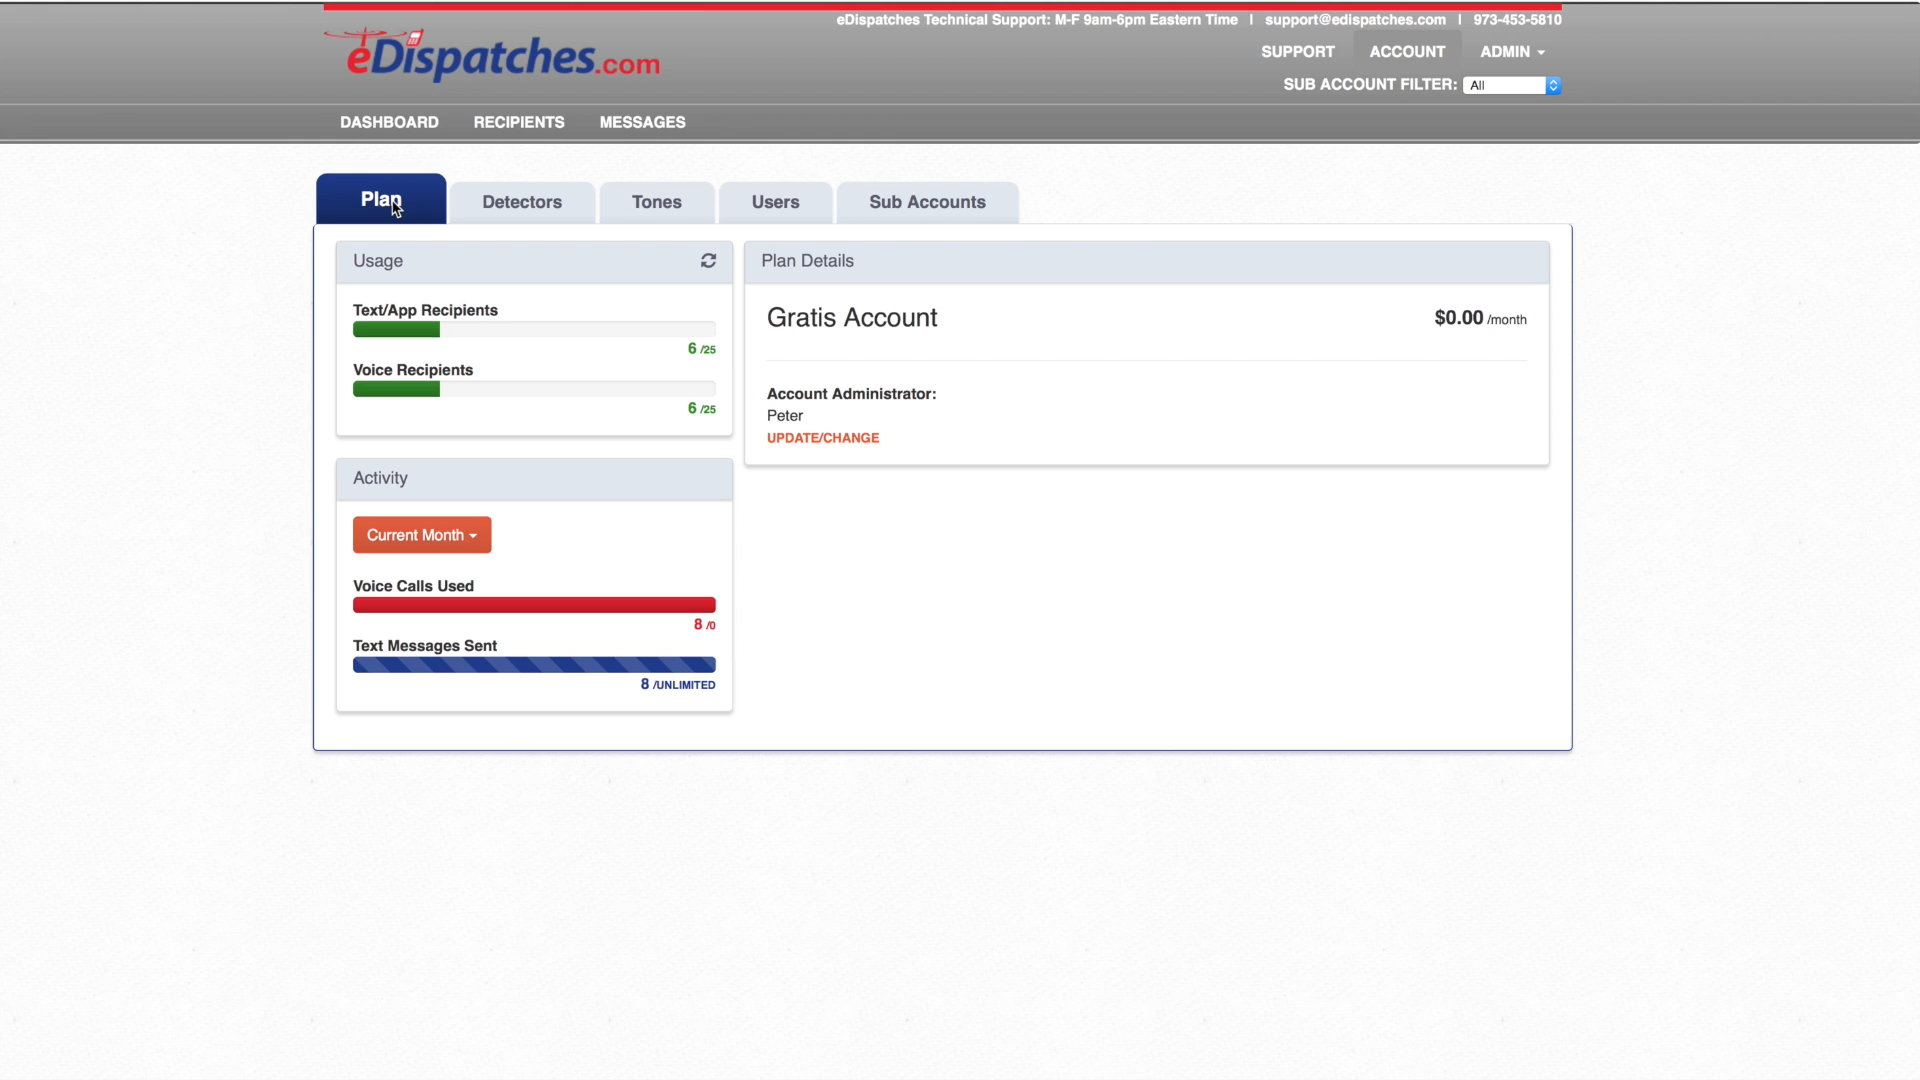 eDispatches Technical Support: M-F 9am-6pm Eastern Time | support@edispatches.com | 973-453-5810
eDispatches.com
SUPPORT ACCOUNT ADMIN
SUB ACCOUNT FILTER: All
DASHBOARD RECIPIENTS MESSAGES
Plan Detectors Tones Users Sub Accounts
Usage
Text/App Recipients
6 /25
Voice Recipients
6 /25
Plan Details
Gratis Account $0.00 /month
Account Administrator:
Peter
UPDATE/CHANGE
Activity
Current Month
Voice Calls Used
8 /0
Text Messages Sent
8 /UNLIMITED